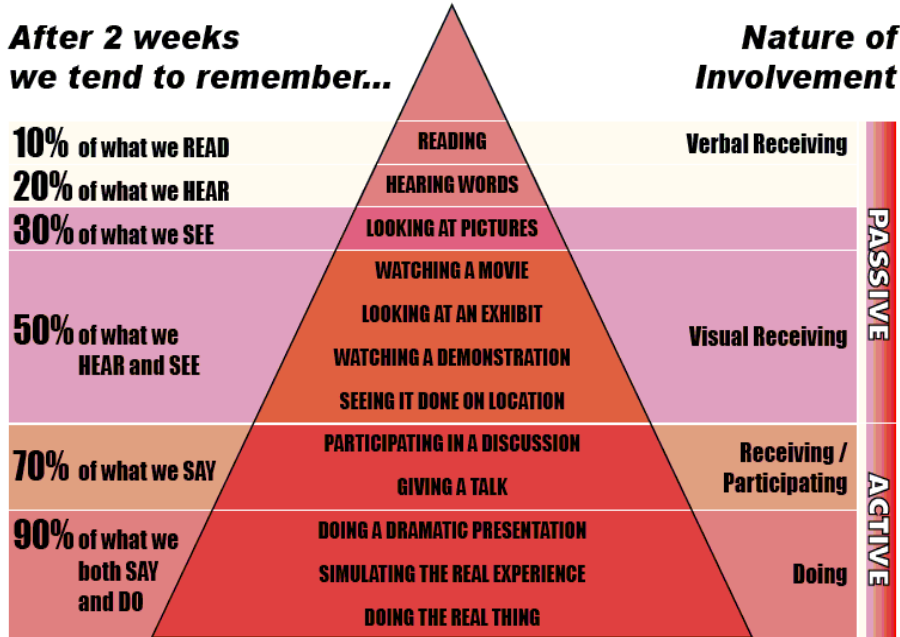 After 2 weeks
we tend to remember...
Nature of
Involvement
10% of what we READ
READING
Verbal Receiving
20% of what we HEAR
HEARING WORDS
30% of what we SEE
LOOKING AT PICTURES
WATCHING A MOVIE
LOOKING AT AN EXHIBIT
50% of what we
HEAR and SEE
WATCHING A DEMONSTRATION
SEEING IT DONE ON LOCATION
Visual Receiving
PASSIVE
70% of what we SAY
PARTICIPATING IN A DISCUSSION
GIVING A TALK
Receiving /
Participating
90% of what we
both SAY
and DO
DOING A DRAMATIC PRESENTATION
SIMULATING THE REAL EXPERIENCE
DOING THE REAL THING
Doing
ACTIVE